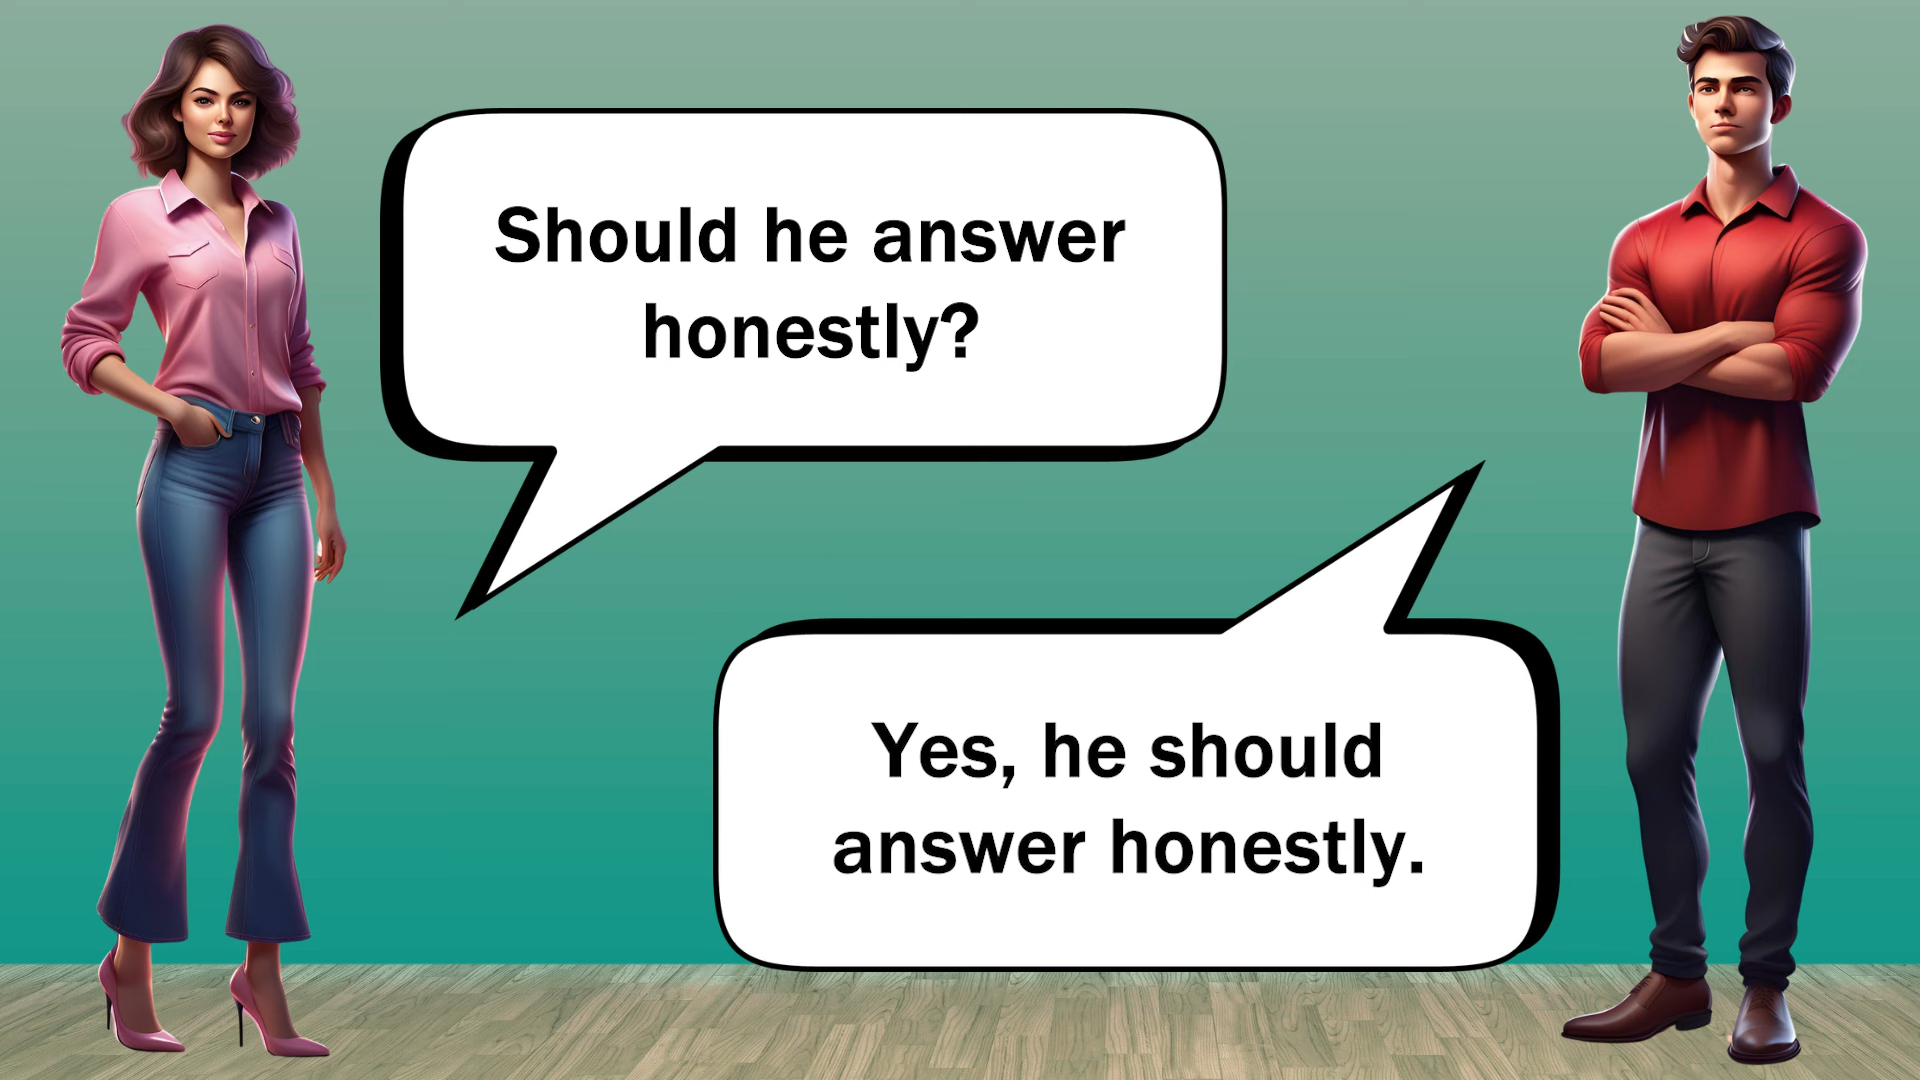 Should he answer
honestly?
Yes, he should
answer honestly.